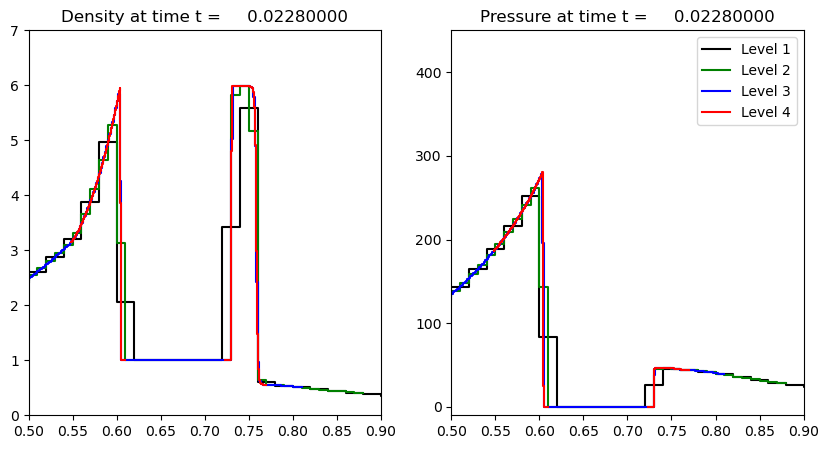 Density at time t =     0.02280000
7
6
5
4
3
2
1
0
0.50 0.55 0.60 0.65 0.70 0.75 0.80 0.85 0.90
Pressure at time t =     0.02280000
Level 1
Level 2
Level 3
Level 4
400
300
200
100
0
0.50 0.55 0.60 0.65 0.70 0.75 0.80 0.85 0.90